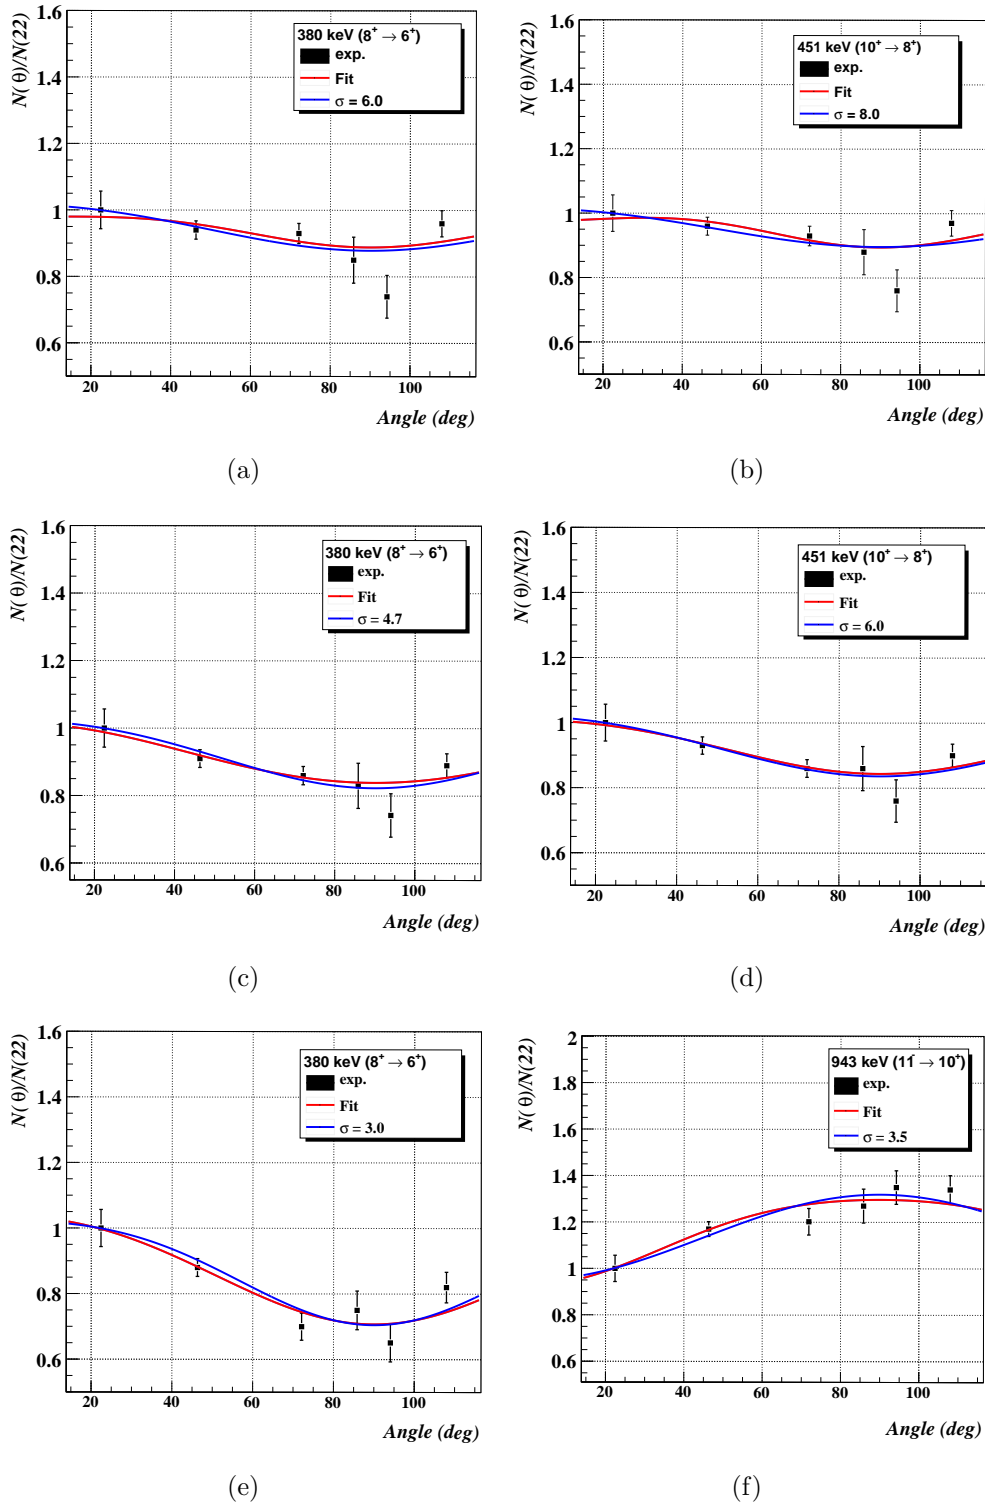 1.6
1.4
1.2
1
0.8
0.6
N(θ)/N(22)
380 keV (8+ → 6+)
exp.
Fit
σ = 6.0
20 40 60 80 100
Angle (deg)
(a)
1.6
1.4
1.2
1
0.8
0.6
N(θ)/N(22)
451 keV (10+ → 8+)
exp.
Fit
σ = 8.0
20 40 60 80 100
Angle (deg)
(b)
1.6
1.4
1.2
1
0.8
0.6
N(θ)/N(22)
380 keV (8+ → 6+)
exp.
Fit
σ = 4.7
20 40 60 80 100
Angle (deg)
(c)
1.6
1.4
1.2
1
0.8
0.6
N(θ)/N(22)
451 keV (10+ → 8+)
exp.
Fit
σ = 6.0
20 40 60 80 100
Angle (deg)
(d)
1.6
1.4
1.2
1
0.8
0.6
N(θ)/N(22)
380 keV (8+ → 6+)
exp.
Fit
σ = 3.0
20 40 60 80 100
Angle (deg)
(e)
2
1.8
1.6
1.4
1.2
1
0.8
0.6
N(θ)/N(22)
943 keV (11- → 10+)
exp.
Fit
σ = 3.5
20 40 60 80 100
Angle (deg)
(f)